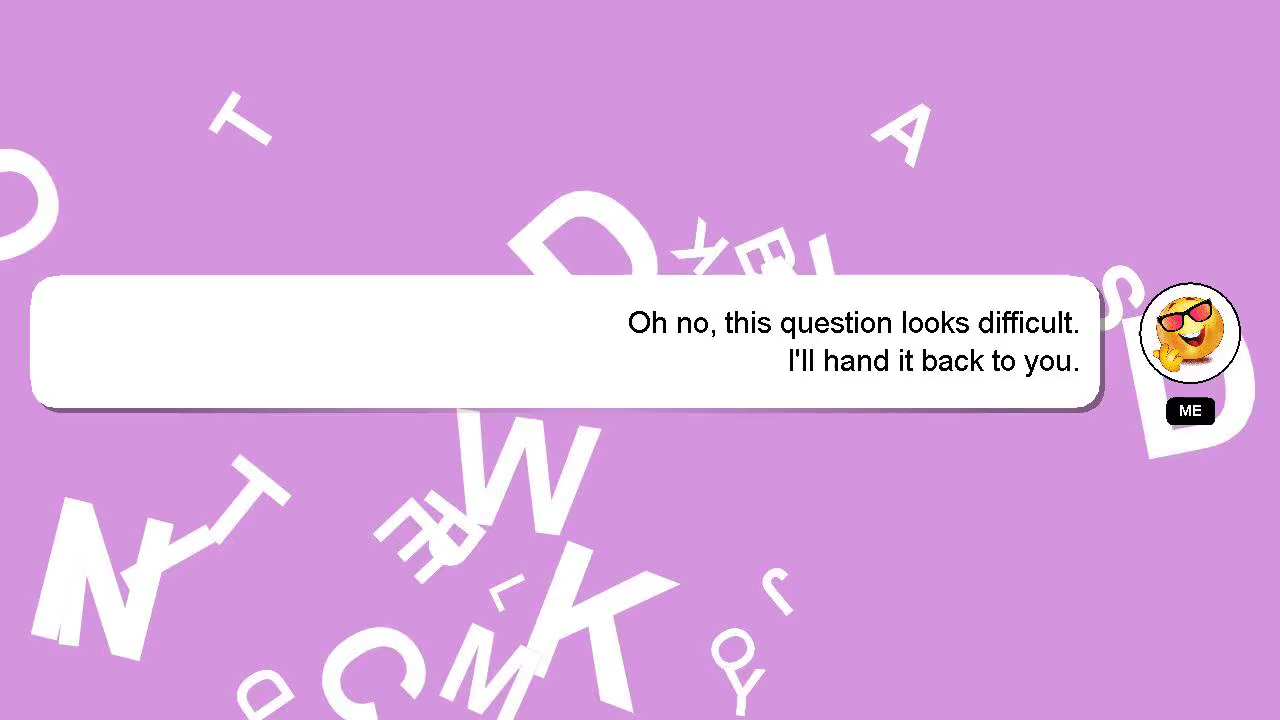 T
A
O
D
K
E
S
D
Oh no, this question looks difficult.
I'll hand it back to you.
ME
W
T
N
Y
E
R
L
K
J
O
Y
C
M
D